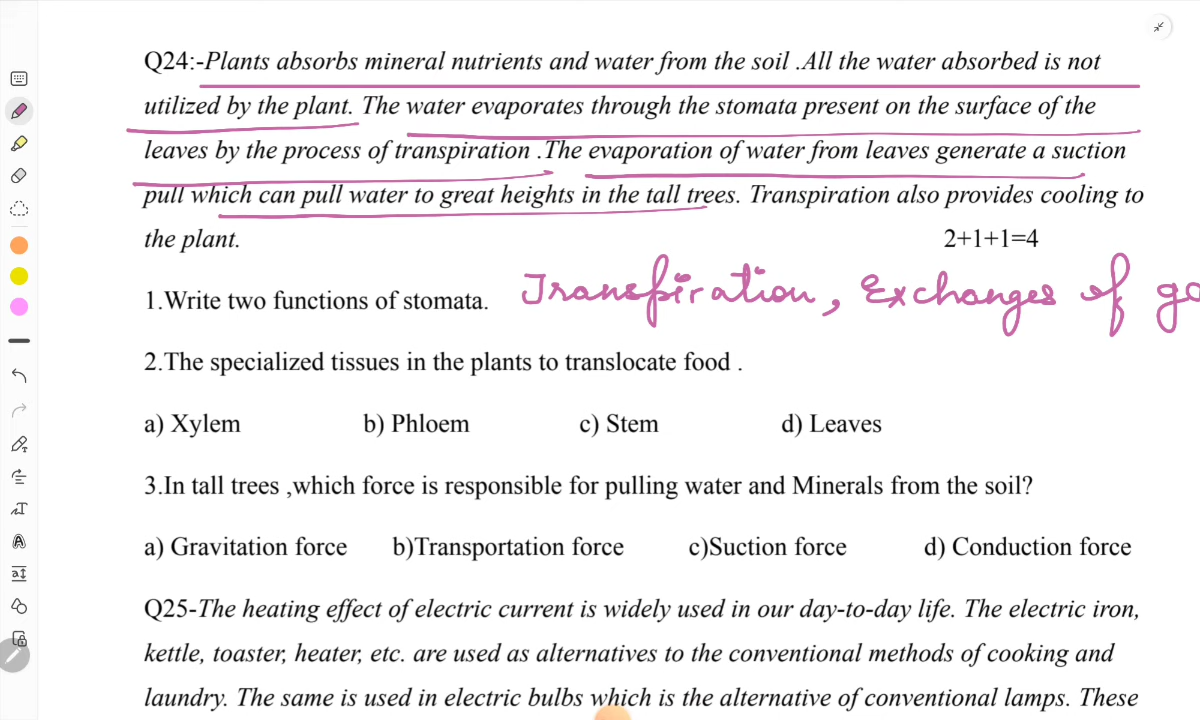 Q24:-Plants absorbs mineral nutrients and water from the soil .All the water absorbed is not
utilized by the plant. The water evaporates through the stomata present on the surface of the
leaves by the process of transpiration .The evaporation of water from leaves generate a suction
pull which can pull water to great heights in the tall trees. Transpiration also provides cooling to
the plant. 2+1+1=4
1.Write two functions of stomata. Transpiration, Exchanges of ga
2.The specialized tissues in the plants to translocate food .
a) Xylem b) Phloem c) Stem d) Leaves
3.In tall trees ,which force is responsible for pulling water and Minerals from the soil?
a) Gravitation force b)Transportation force c)Suction force d) Conduction force
Q25-The heating effect of electric current is widely used in our day-to-day life. The electric iron,
kettle, toaster, heater, etc. are used as alternatives to the conventional methods of cooking and
laundry. The same is used in electric bulbs which is the alternative of conventional lamps. These